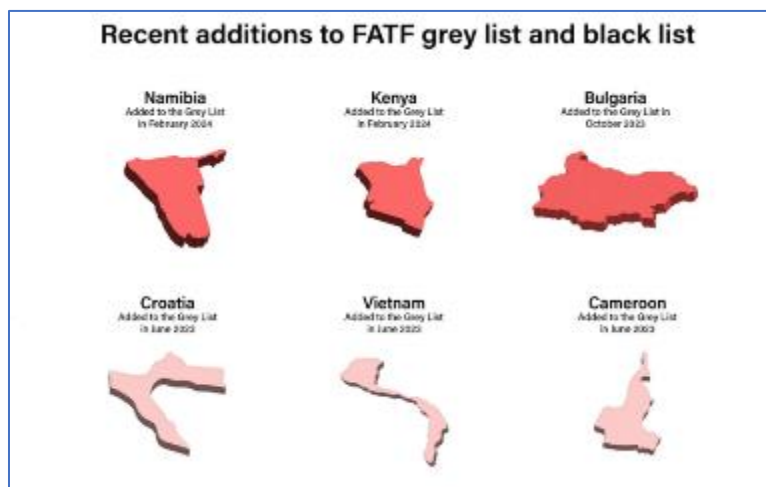 Recent additions to FATF grey list and black list
Namibia
Added to the Grey List
in February 2024
Kenya
Added to the Grey List
in February 2024
Bulgaria
Added to the Grey List in
October 2023
Croatia
Added to the Grey List
in June 2023
Vietnam
Added to the Grey List
in June 2023
Cameroon
Added to the Grey List
in June 2023